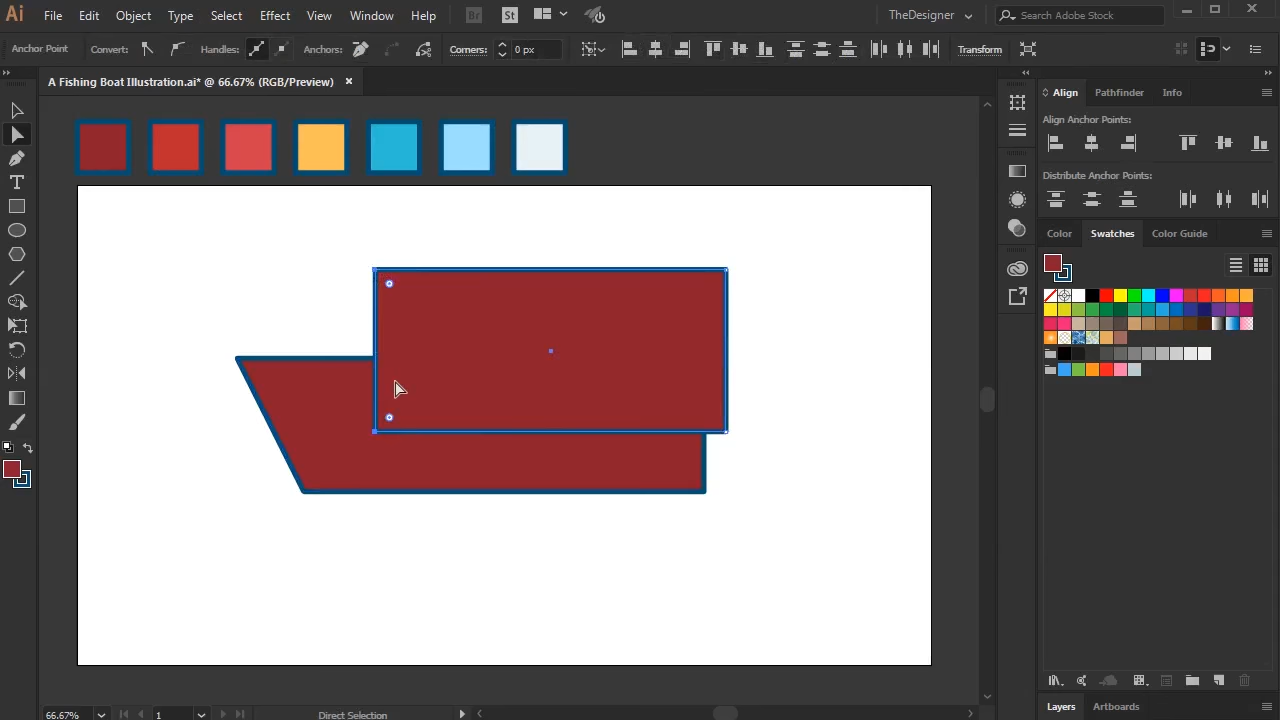 Ai File Edit Object Type Select Effect View Window Help Br St TheDesigner Search Adobe Stock
Anchor Point Convert: Handles: Anchors: Corners: 0 px Transform
A Fishing Boat Illustration.ai* @ 66.67% (RGB/Preview) ×
Align Pathfinder Info
Align Anchor Points:
Distribute Anchor Points:
Color Swatches Color Guide
Layers Artboards
66.67% 1 Direct Selection